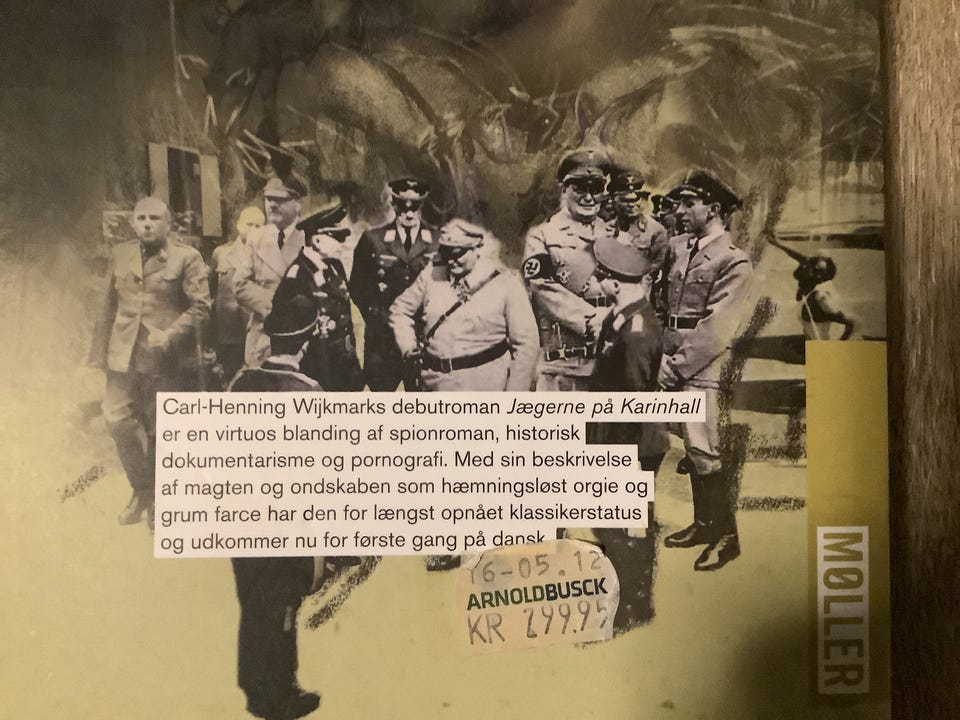 Carl-Henning Wijkmarks debutroman Jægerne på Karinhall
er en virtuos blanding af spionroman, historisk
dokumentarisme og pornografi. Med sin beskrivelse
af magten og ondskaben som hæmningsløst orgie og
grum farce har den for længst opnået klassikerstatus
og udkommer nu for første gang på dansk.
16-05.12
ARNOLDBUSCK
KR 299.95
MØLLER